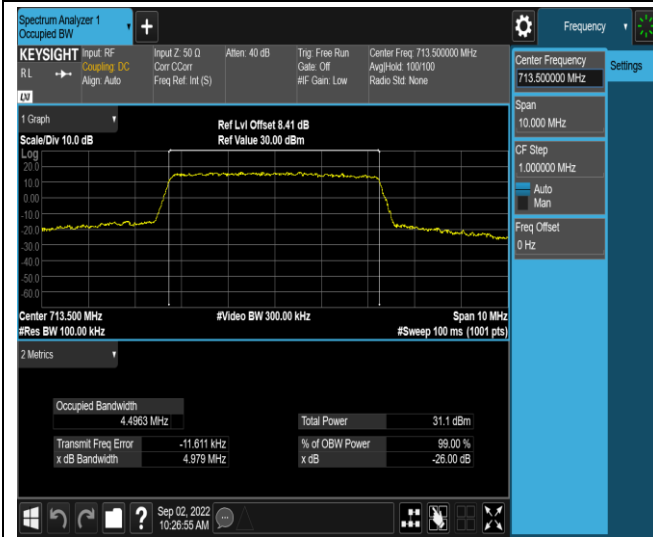 Spectrum Analyzer 1
Occupied BW
Frequency
KEYSIGHT
Input: RF
Coupling: DC
Align: Auto
Input Z: 50 Ω
Corr CCorr
Freq Ref: Int (S)
Atten: 40 dB
Trig: Free Run
Gate: Off
#IF Gain: Low
Center Freq: 713.500000 MHz
Avg|Hold: 100/100
Radio Std: None
R L
LXI
Center Frequency
713.500000 MHz
Settings
Span
10.000 MHz
CF Step
1.000000 MHz
Auto
Man
Freq Offset
0 Hz
1 Graph
Scale/Div 10.0 dB
Ref Lvl Offset 8.41 dB
Ref Value 30.00 dBm
Log
20.0
10.0
0.00
-10.0
-20.0
-30.0
-40.0
-50.0
-60.0
Center 713.500 MHz
#Video BW 300.00 kHz
Span 10 MHz
#Res BW 100.00 kHz
#Sweep 100 ms (1001 pts)
2 Metrics
Occupied Bandwidth
4.4963 MHz
Total Power 31.1 dBm
Transmit Freq Error -11.611 kHz
% of OBW Power 99.00 %
x dB Bandwidth 4.979 MHz
x dB -26.00 dB
Sep 02, 2022
10:26:55 AM